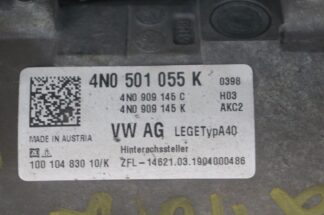 4N0 501 055 K 0398
4N0 909 145 C H03
4N0 909 145 K AKC2
MADE IN AUSTRIA VW AG LEGETypA40
Hinterachssteller
100 104 830 10/K ZFL-14621.03.1904000486